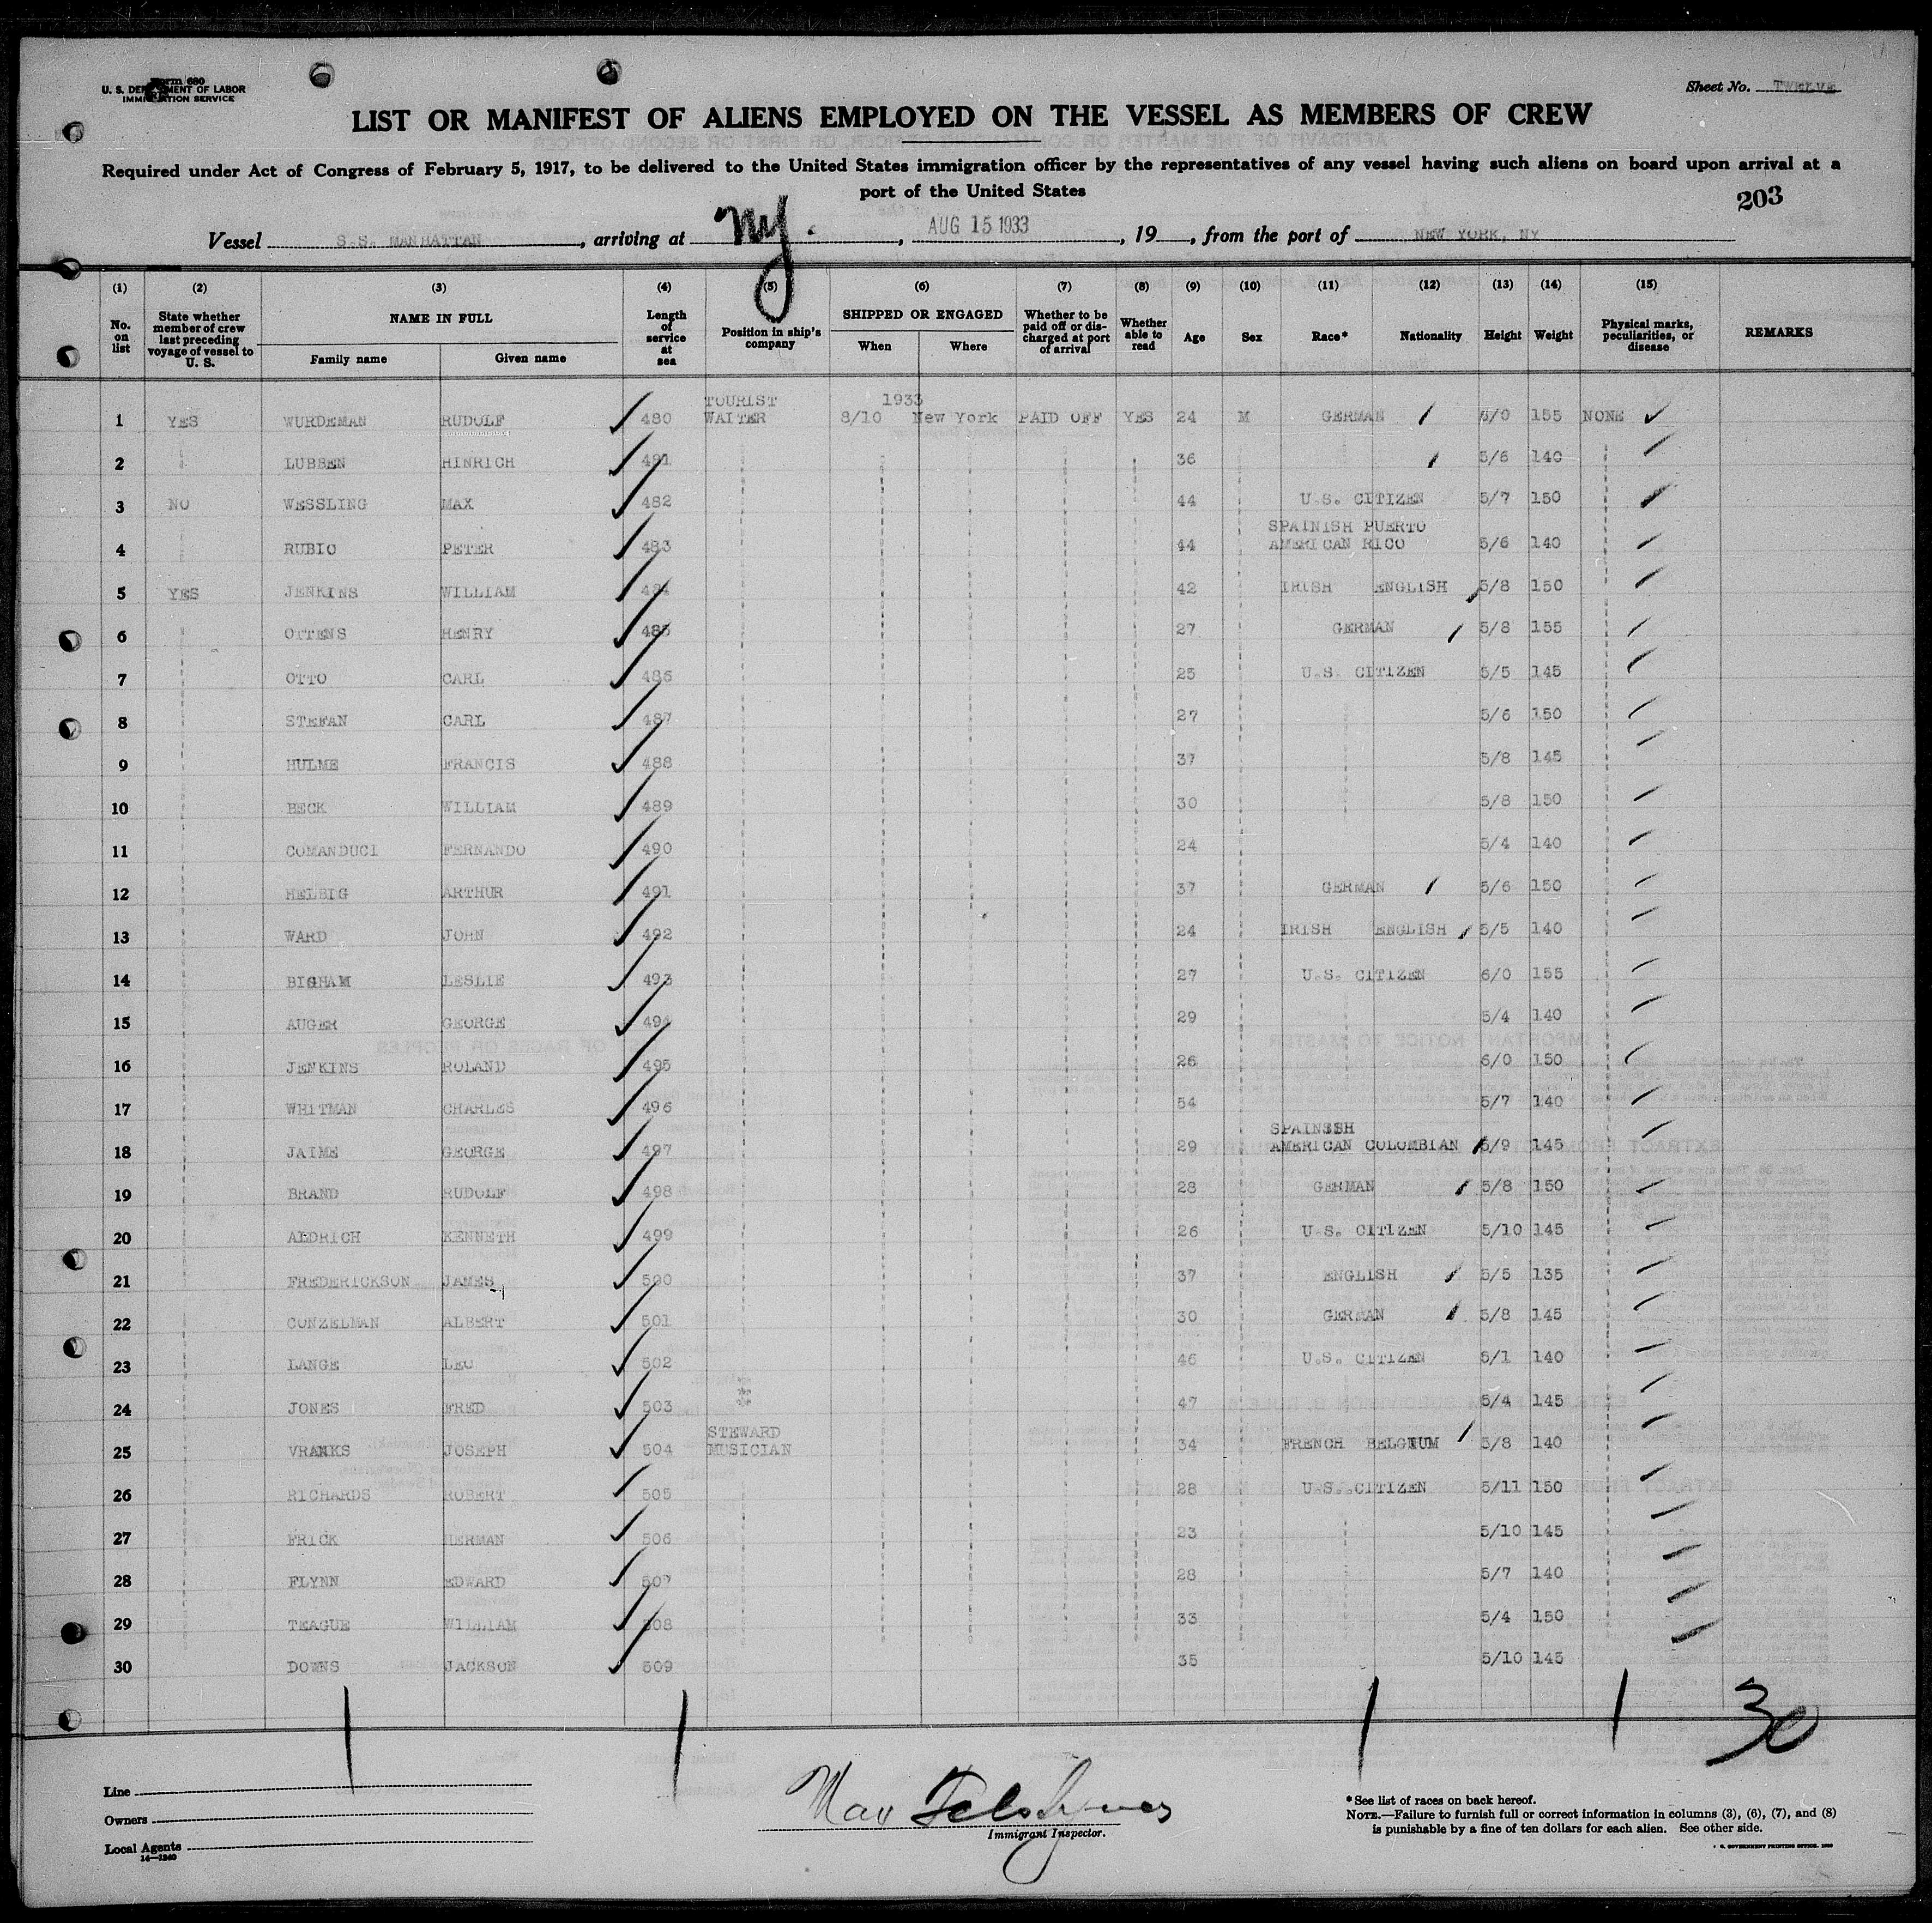 Form 680
U. S. DEPARTMENT OF LABOR
IMMIGRATION SERVICE
Sheet No. TWELVE
LIST OR MANIFEST OF ALIENS EMPLOYED ON THE VESSEL AS MEMBERS OF CREW
Required under Act of Congress of February 5, 1917, to be delivered to the United States immigration officer by the representatives of any vessel having such aliens on board upon arrival at a
port of the United States
203
Vessel S.S. MANHATTAN, arriving at NY., AUG 15 1933, 19, from the port of NEW YORK, NY
(1) (2) (3) (4) (5) (6) (7) (8) (9) (10) (11) (12) (13) (14) (15)
No. on list State whether member of crew last preceding voyage of vessel to U. S. NAME IN FULL Family name Given name Length of service at sea Position in ship's company SHIPPED OR ENGAGED When Where Whether to be paid off or discharged at port of arrival Whether able to read Age Sex Race* Nationality Height Weight Physical marks, peculiarities, or disease REMARKS
TOURIST 1933
1 YES WURDEMAN RUDOLF 480 WAITER 8/10 New York PAID OFF YES 24 M GERMAN 5/0 155 NONE
2 LUBSEN HINRICH 481 36 5/6 140
3 NO WESSLING MAX 482 44 U.S. CITIZEN 5/7 150
SPAINISH PUERTO
4 RUBIO PETER 483 44 AMERICAN RICO 5/6 140
5 YES JENKINS WILLIAM 484 42 IRISH ENGLISH 5/8 150
6 OTTENS HENRY 485 27 GERMAN 5/8 155
7 OTTO CARL 486 25 U.S. CITIZEN 5/5 145
8 STEFAN CARL 487 27 5/6 150
9 HULME FRANCIS 488 37 5/8 145
10 BECK WILLIAM 489 30 5/8 150
11 COMANDUCI FERNANDO 490 24 5/4 140
12 HELBIG ARTHUR 491 37 GERMAN 5/6 150
13 WARD JOHN 492 24 IRISH ENGLISH 5/5 140
14 BIGHAM LESLIE 493 27 U.S. CITIZEN 6/0 155
15 AUGER GEORGE 494 29 5/4 140
16 JENKINS ROLAND 495 26 6/0 150
17 WHITMAN CHARLES 496 54 5/7 140
SPAINISH
18 JAIME GEORGE 497 29 AMERICAN COLOMBIAN 5/9 145
19 BRAND RUDOLF 498 28 GERMAN 5/8 150
20 ALDRICH KENNETH 499 26 U.S. CITIZEN 5/10 145
21 FREDERICKSON JAMES 500 37 ENGLISH 5/5 135
22 CONZELMAN ALBERT 501 30 GERMAN 5/8 145
23 LANGE LEO 502 46 U.S. CITIZEN 5/1 140
24 JONES FRED 503 47 5/4 145
STEWARD
25 VRANKS JOSEPH 504 MUSICIAN 34 FRENCH BELGIUM 5/8 140
26 RICHARDS ROBERT 505 28 U.S. CITIZEN 5/11 150
27 FRICK HERMAN 506 23 5/10 145
28 FLYNN EDWARD 507 28 5/7 140
29 TEAGUE WILLIAM 508 33 5/4 150
30 DOWNS JACKSON 509 35 5/10 145
30
Line
Owners
Local Agents
14—1240
Max
Immigrant Inspector.
*See list of races on back hereof.
NOTE.—Failure to furnish full or correct information in columns (3), (6), (7), and (8)
is punishable by a fine of ten dollars for each alien. See other side.
GOVERNMENT PRINTING OFFICE